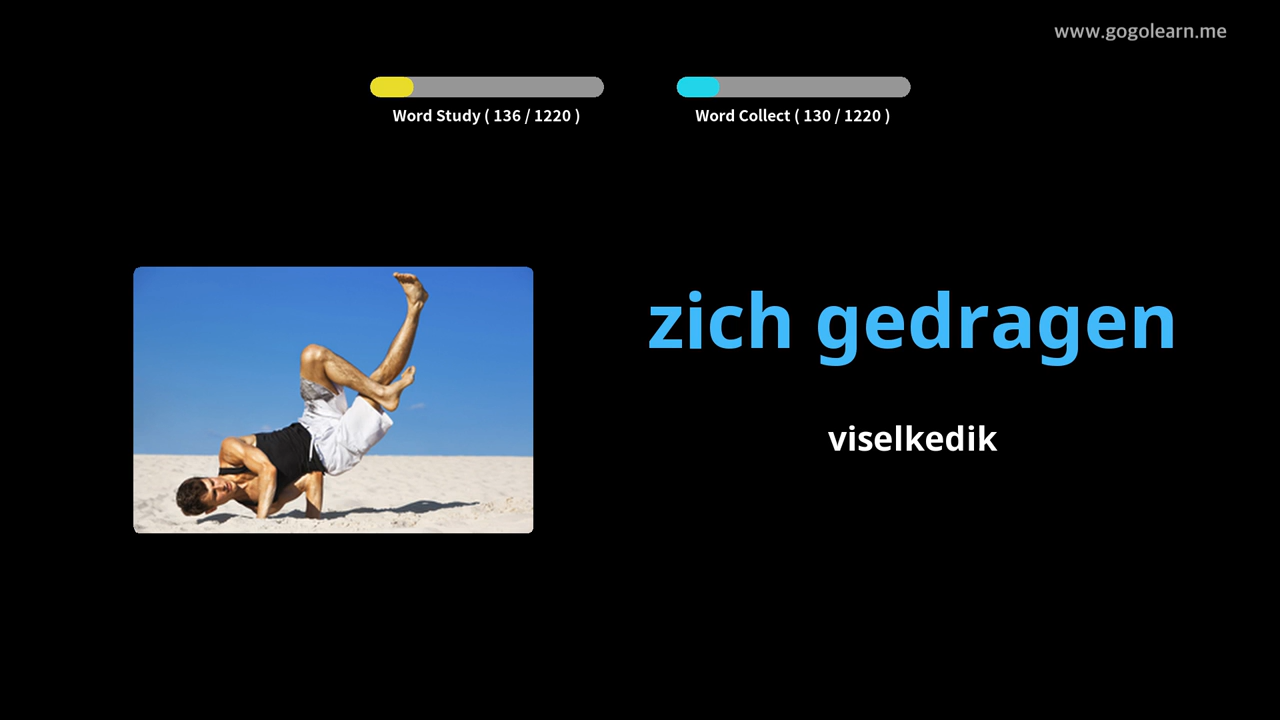 www.gogolearn.me
Word Study ( 136 / 1220 )
Word Collect ( 130 / 1220 )
zich gedragen
viselkedik